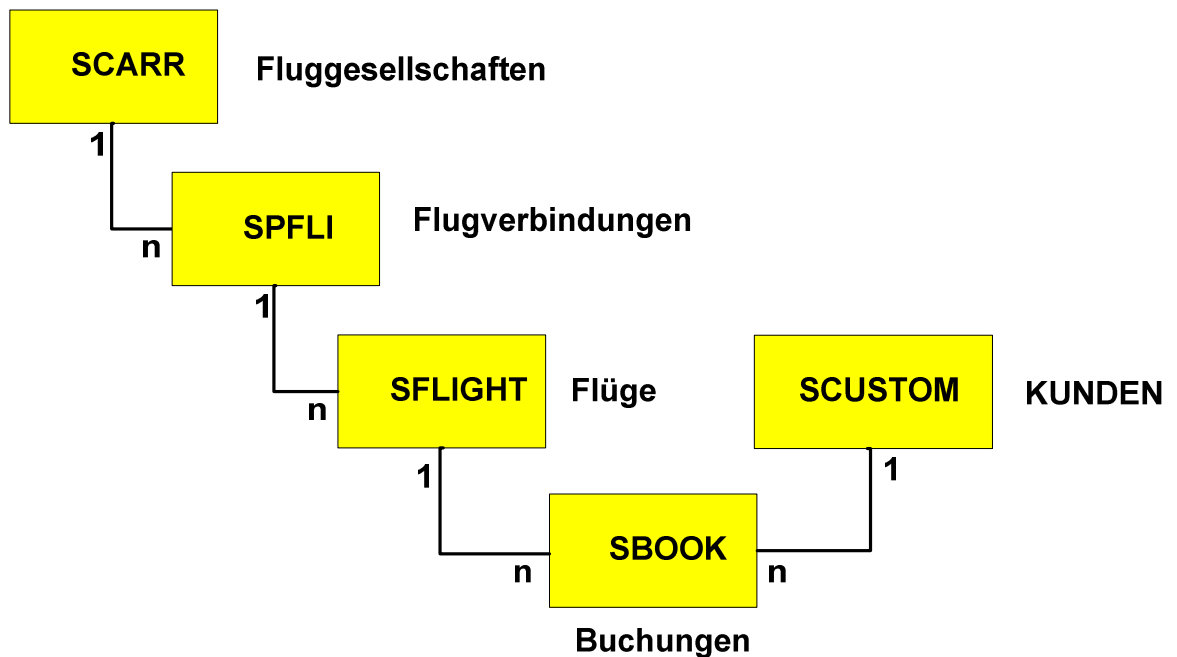 SCARR
Fluggesellschaften
1
n
SPFLI
Flugverbindungen
1
n
SFLIGHT
Flüge
SCUSTOM
KUNDEN
1
1
n
SBOOK
n
Buchungen